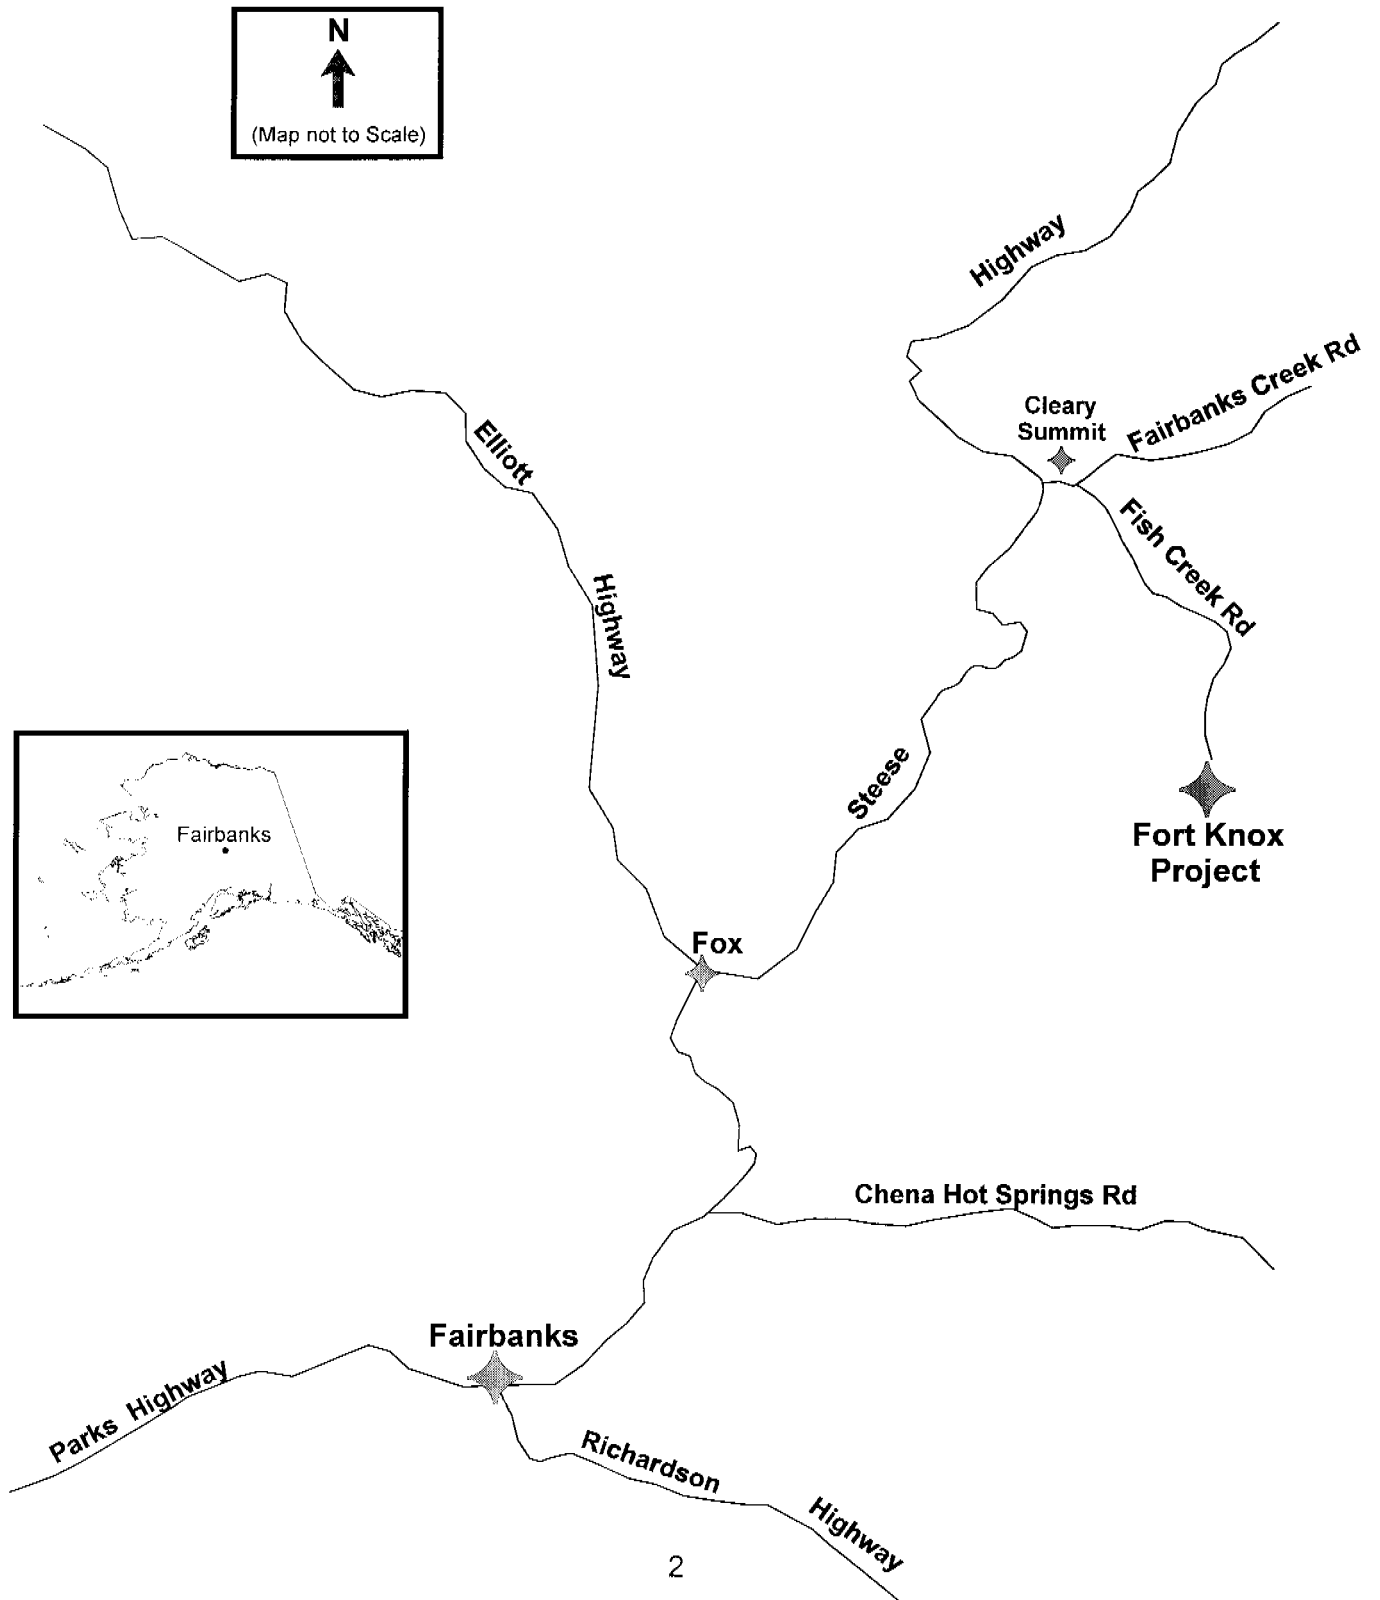 N
(Map not to Scale)
Highway
Fairbanks Creek Rd
Cleary
Summit
Elliott
Fish Creek Rd
Highway
Steese
Fairbanks
Fort Knox
Project
Fox
Chena Hot Springs Rd
Fairbanks
Parks Highway
Richardson
Highway
2